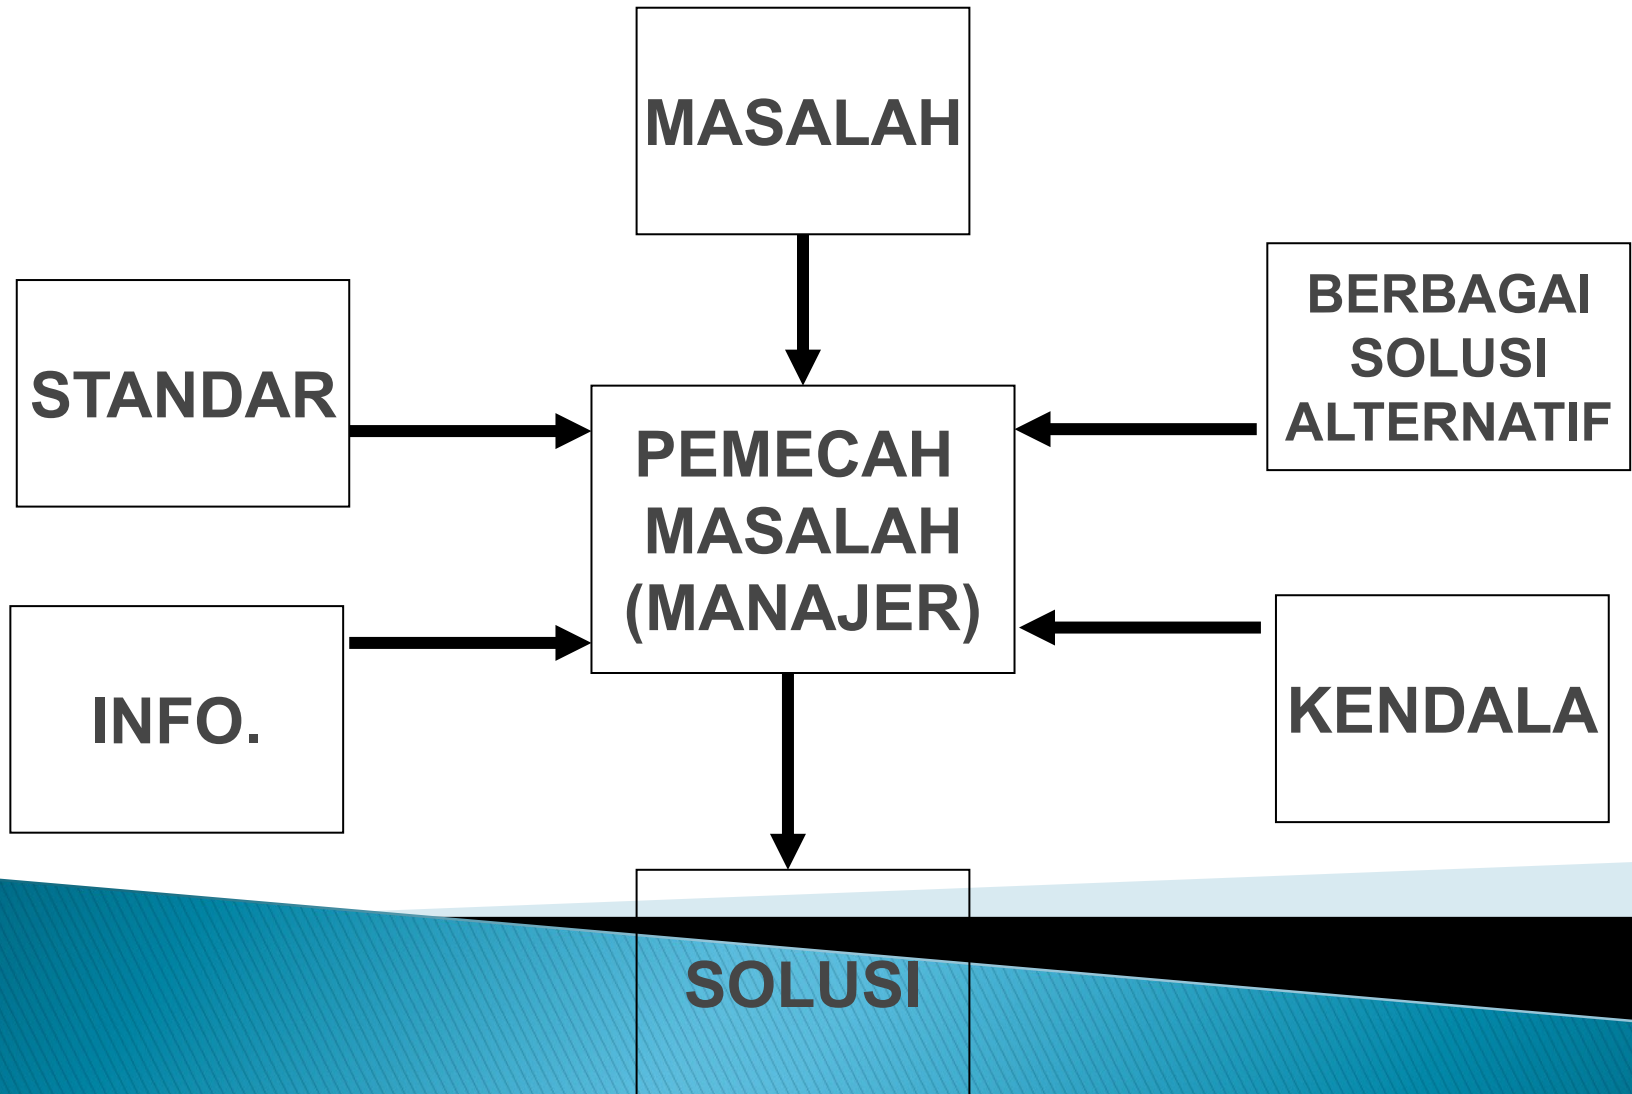 MASALAH
STANDAR
BERBAGAI
SOLUSI
ALTERNATIF
PEMECAH
MASALAH
(MANAJER)
INFO.
KENDALA
SOLUSI